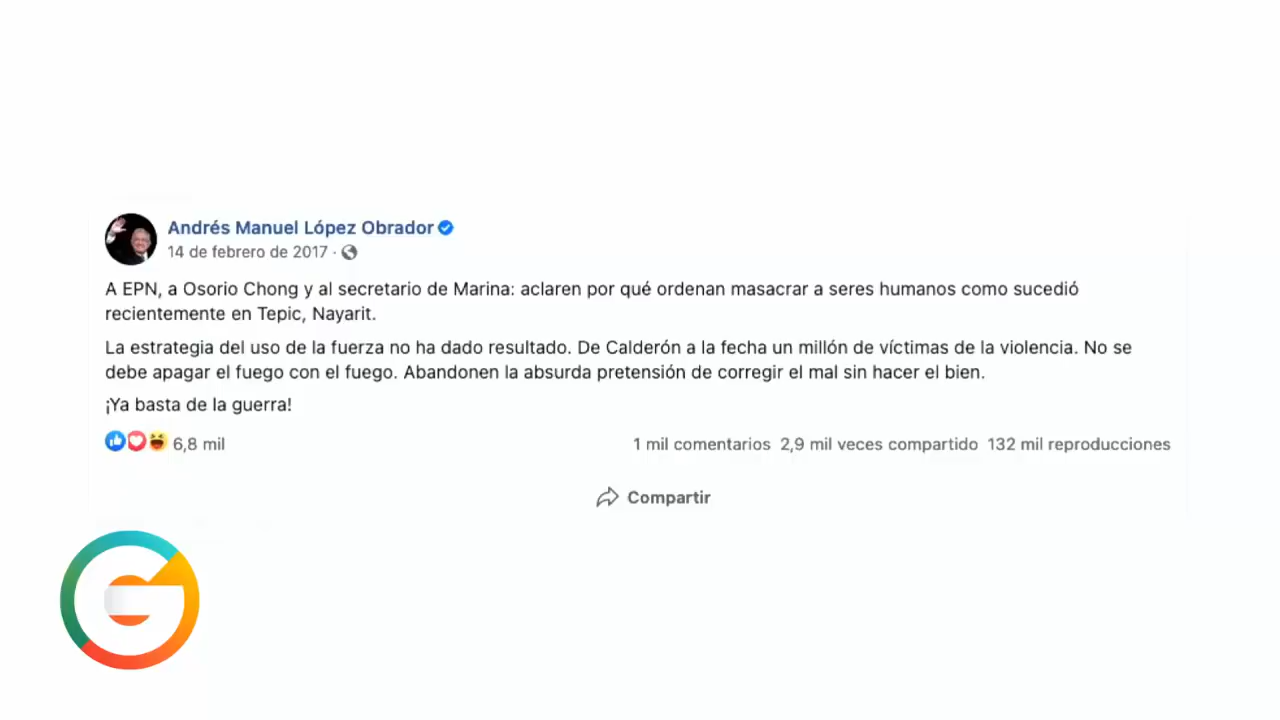 Andrés Manuel López Obrador
14 de febrero de 2017 ·
A EPN, a Osorio Chong y al secretario de Marina: aclaren por qué ordenan masacrar a seres humanos como sucedió
recientemente en Tepic, Nayarit.
La estrategia del uso de la fuerza no ha dado resultado. De Calderón a la fecha un millón de víctimas de la violencia. No se
debe apagar el fuego con el fuego. Abandonen la absurda pretensión de corregir el mal sin hacer el bien.
¡Ya basta de la guerra!
6,8 mil 1 mil comentarios 2,9 mil veces compartido 132 mil reproducciones
Compartir
G